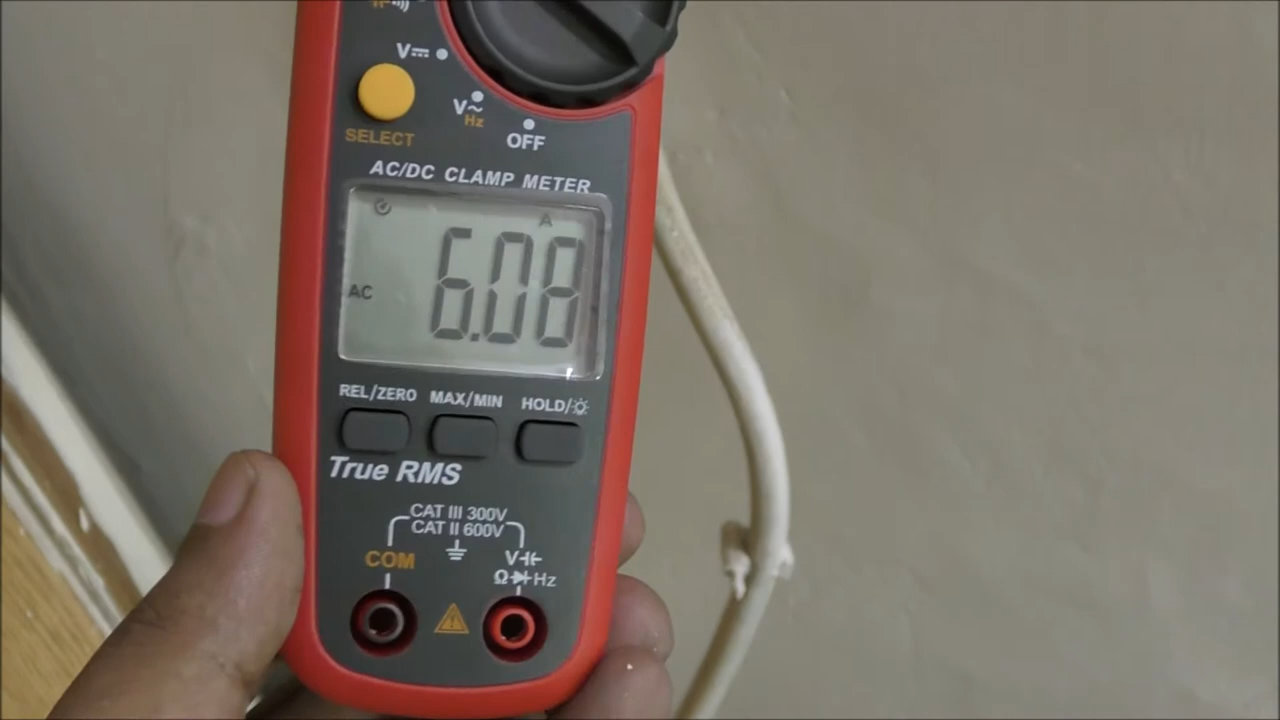 V
SELECT
V~
Hz
OFF
AC/DC CLAMP METER
A
AC
6.08
REL/ZERO MAX/MIN HOLD/
True RMS
CAT III 300V
CAT II 600V
COM
V
Ω Hz